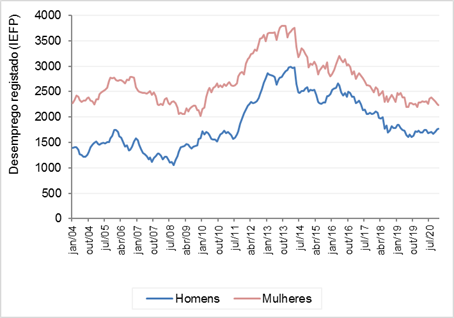 Desemprego registado (IEFP)
4000
3500
3000
2500
2000
1500
1000
500
0
jan/04
out/04
jul/05
abr/06
jan/07
out/07
jul/08
abr/09
jan/10
out/10
jul/11
abr/12
jan/13
out/13
jul/14
abr/15
jan/16
out/16
jul/17
abr/18
jan/19
out/19
jul/20
Homens
Mulheres